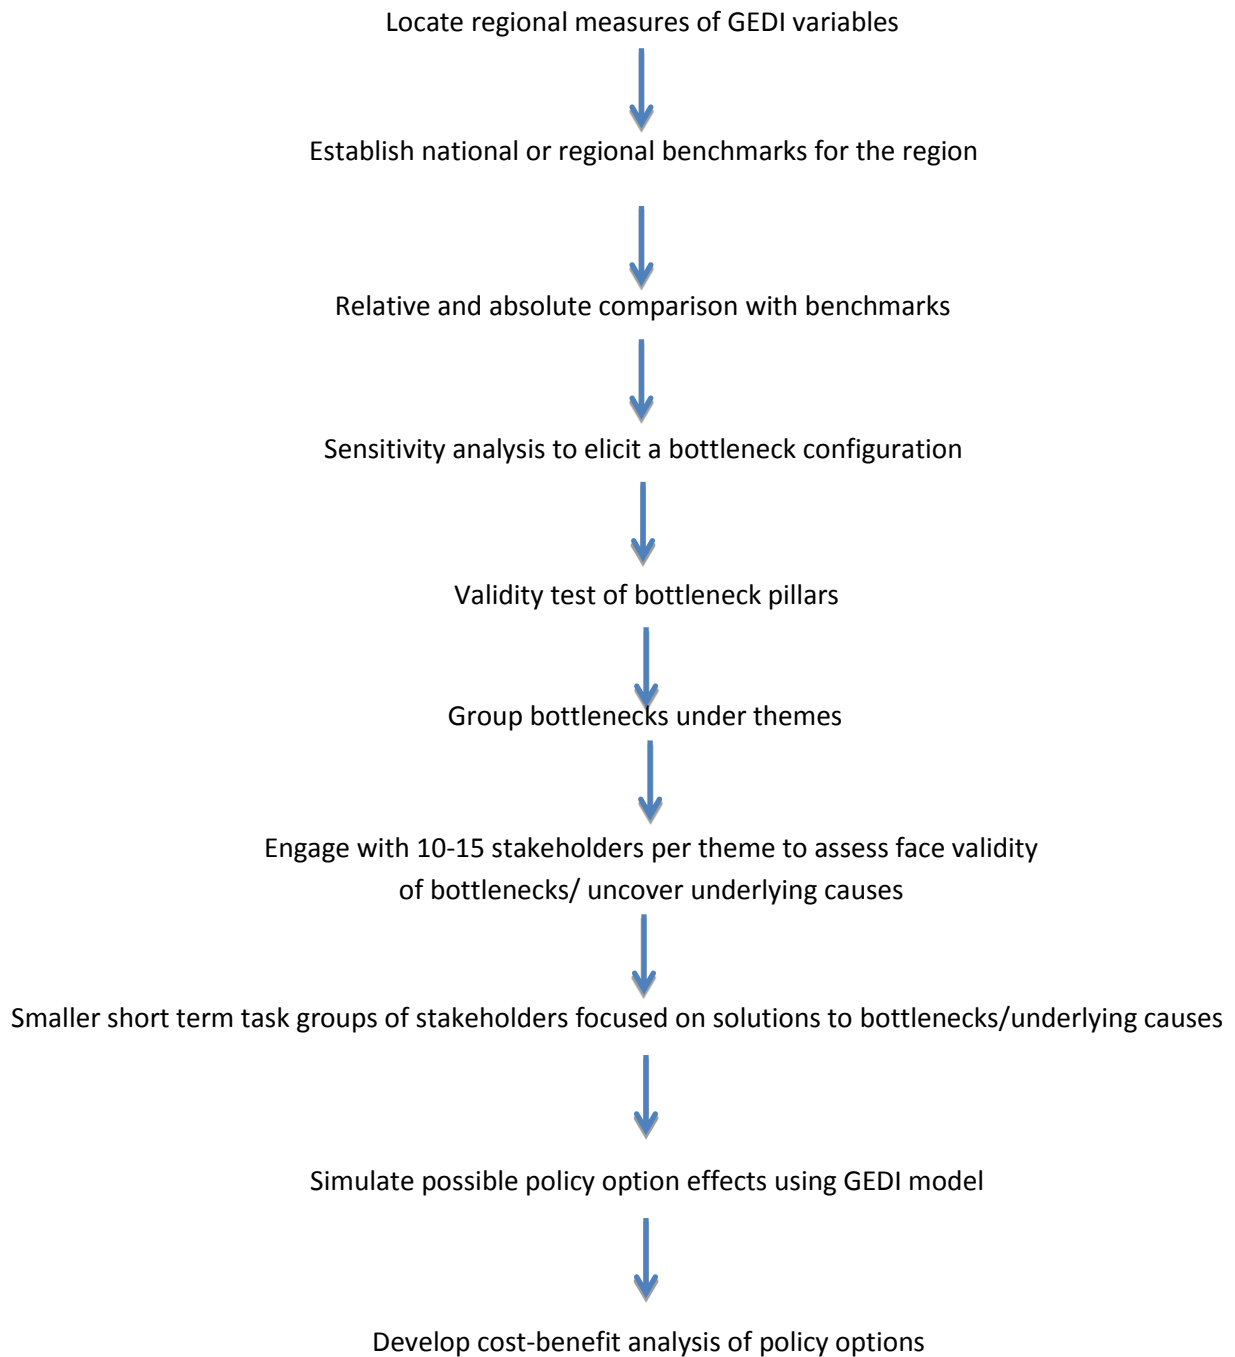 Locate regional measures of GEDI variables
Establish national or regional benchmarks for the region
Relative and absolute comparison with benchmarks
Sensitivity analysis to elicit a bottleneck configuration
Validity test of bottleneck pillars
Group bottlenecks under themes
Engage with 10-15 stakeholders per theme to assess face validity
of bottlenecks/ uncover underlying causes
Smaller short term task groups of stakeholders focused on solutions to bottlenecks/underlying causes
Simulate possible policy option effects using GEDI model
Develop cost-benefit analysis of policy options